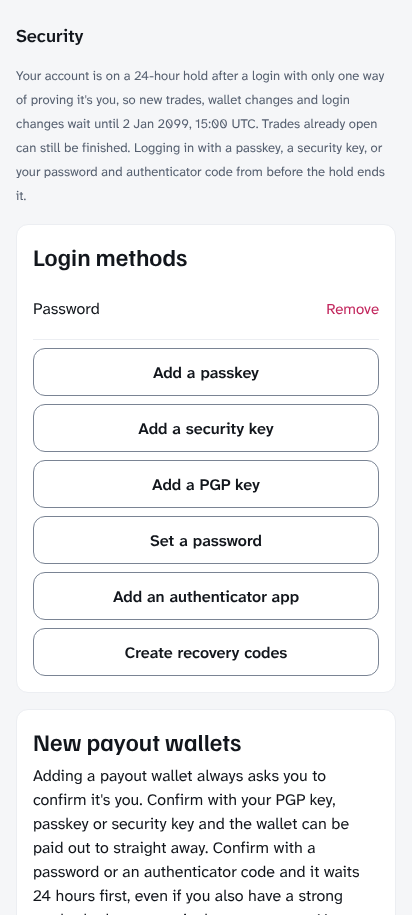 Security
Your account is on a 24-hour hold after a login with only one way
of proving it's you, so new trades, wallet changes and login
changes wait until 2 Jan 2099, 15:00 UTC. Trades already open
can still be finished. Logging in with a passkey, a security key, or
your password and authenticator code from before the hold ends
it.
Login methods
Password Remove
Add a passkey
Add a security key
Add a PGP key
Set a password
Add an authenticator app
Create recovery codes
New payout wallets
Adding a payout wallet always asks you to
confirm it's you. Confirm with your PGP key,
passkey or security key and the wallet can be
paid out to straight away. Confirm with a
password or an authenticator code and it waits
24 hours first, even if you also have a strong